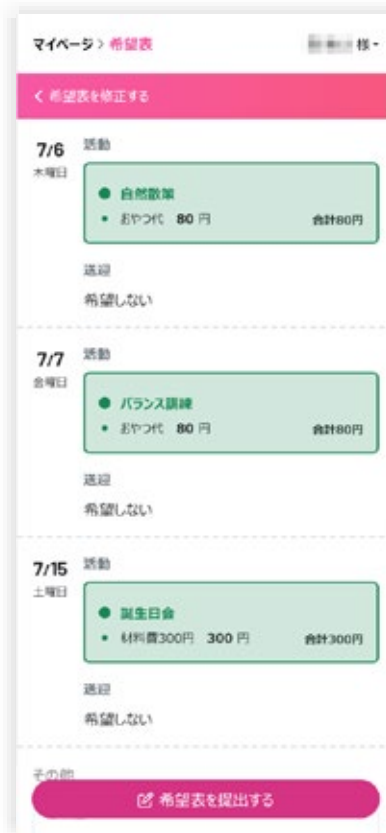 マイページ > 希望表
様
< 希望表を修正する
7/6 活動
木曜日
自然散策
おやつ代 80 円 合計80円
送迎
希望しない
7/7 活動
金曜日
バランス訓練
おやつ代 80 円 合計80円
送迎
希望しない
7/15 活動
土曜日
誕生日会
材料費300円 300 円 合計300円
送迎
希望しない
その他
希望表を提出する